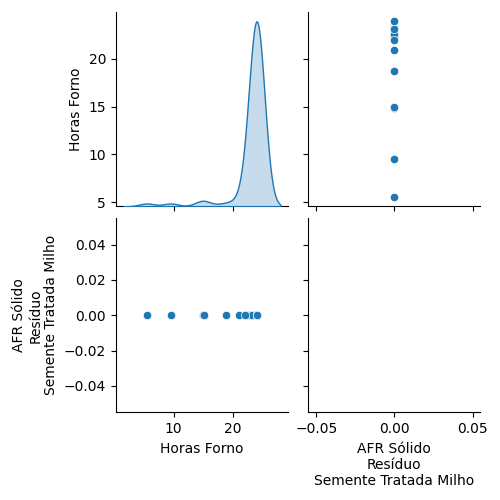 20
15
10
5
Horas Forno
0.04
0.02
0.00
−0.02
−0.04
AFR Sólido
Resíduo
Semente Tratada Milho
10
20
Horas Forno
−0.05
0.00
0.05
AFR Sólido
Resíduo
Semente Tratada Milho